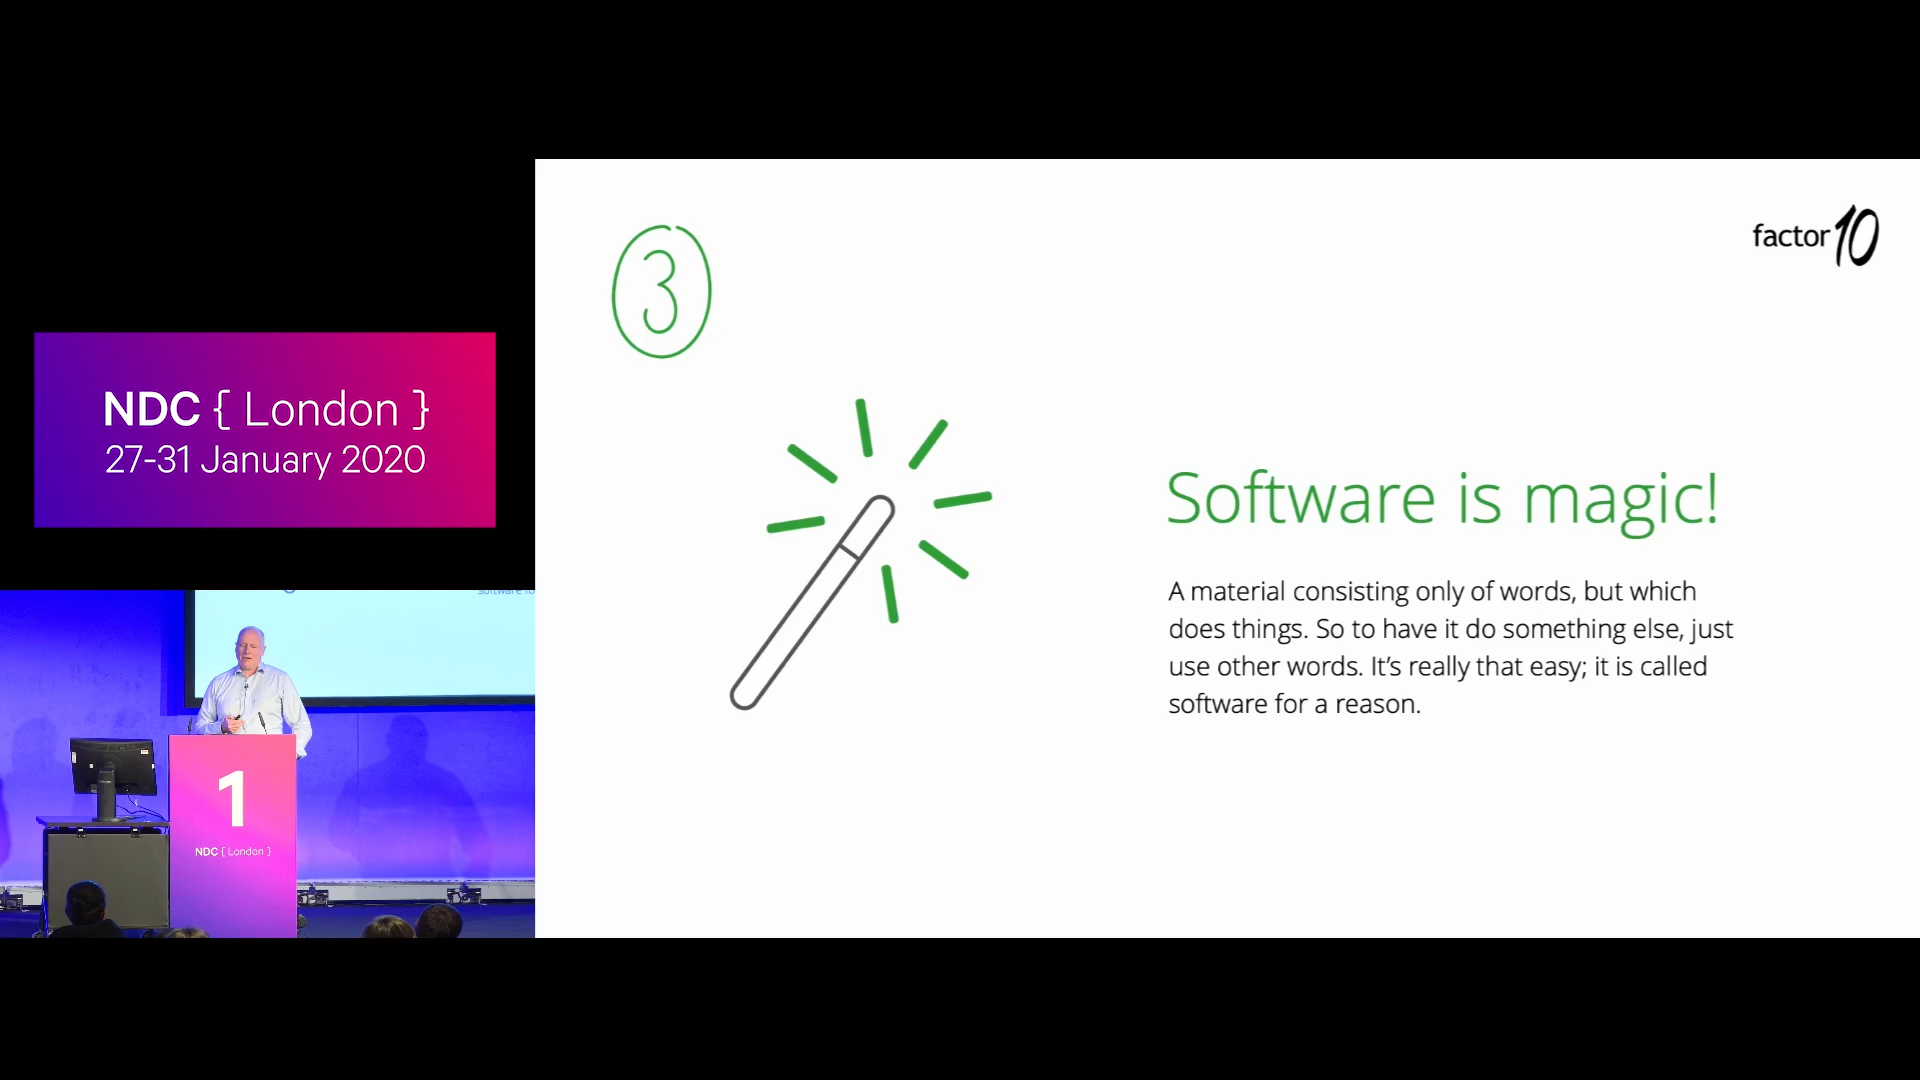 NDC { London }
27-31 January 2020
1
NDC { London }
3
factor10
Software is magic!
A material consisting only of words, but which
does things. So to have it do something else, just
use other words. It’s really that easy; it is called
software for a reason.